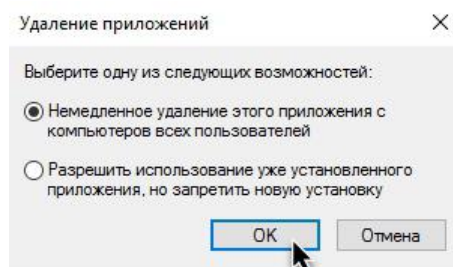 Удаление приложений
Выберите одну из следующих возможностей:
Немедленное удаление этого приложения с
компьютеров всех пользователей
Разрешить использование уже установленного
приложения, но запретить новую установку
OK
Отмена